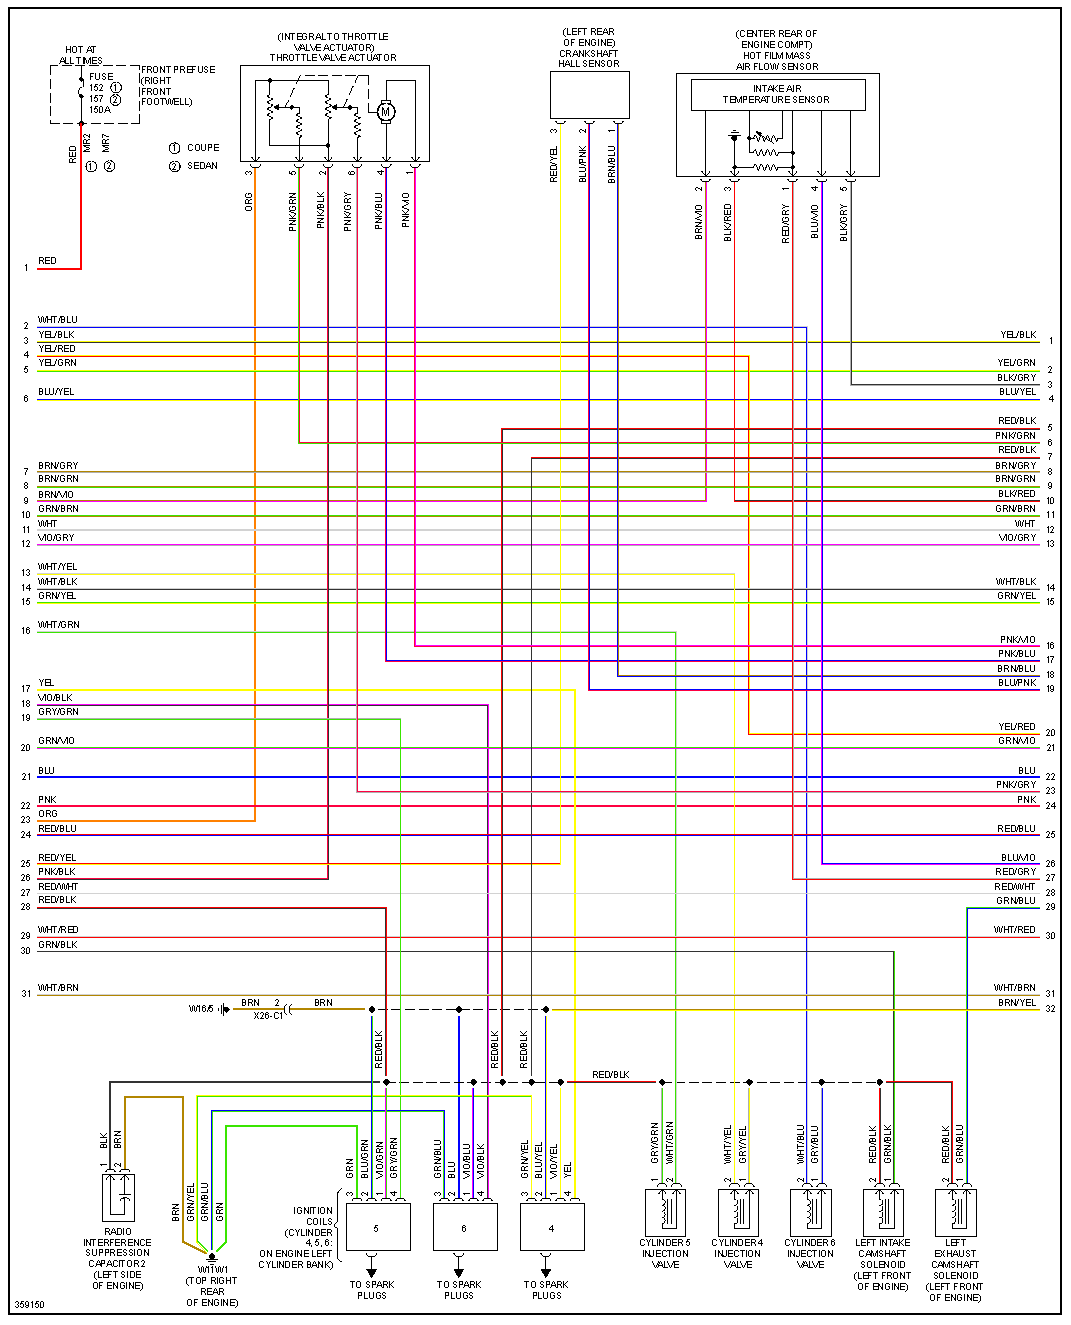 HOT AT
ALL TIMES
FUSE
152 1
157 2
150A
FRONT PREFUSE
(RIGHT
FRONT
FOOTWELL)
RED
MR2
MR7
1 2
1 COUPE
2 SEDAN
(INTEGRAL TO THROTTLE
VALVE ACTUATOR)
THROTTLE VALVE ACTUATOR
M
3 5 2 6 4 1
ORG
PNK/GRN
PNK/BLK
PNK/GRY
PNK/BLU
PNK/VIO
(LEFT REAR
OF ENGINE)
CRANKSHAFT
HALL SENSOR
3 2 1
RED/YEL
BLU/PNK
BRN/BLU
(CENTER REAR OF
ENGINE COMPT)
HOT FILM MASS
AIR FLOW SENSOR
INTAKE AIR
TEMPERATURE SENSOR
2 3 1 4 5
BRN/VIO
BLK/RED
RED/GRY
BLU/VIO
BLK/GRY
1 RED
2 WHT/BLU
3 YEL/BLK
4 YEL/RED
5 YEL/GRN
6 BLU/YEL
7 BRN/GRY
8 BRN/GRN
9 BRN/VIO
10 GRN/BRN
11 WHT
12 VIO/GRY
13 WHT/YEL
14 WHT/BLK
15 GRN/YEL
16 WHT/GRN
17 YEL
18 VIO/BLK
19 GRY/GRN
20 GRN/VIO
21 BLU
22 PNK
23 ORG
24 RED/BLU
25 RED/YEL
26 PNK/BLK
27 RED/WHT
28 RED/BLK
29 WHT/RED
30 GRN/BLK
31 WHT/BRN
YEL/BLK 1
YEL/GRN 2
BLK/GRY 3
BLU/YEL 4
RED/BLK 5
PNK/GRN 6
RED/BLK 7
BRN/GRY 8
BRN/GRN 9
BLK/RED 10
GRN/BRN 11
WHT 12
VIO/GRY 13
WHT/BLK 14
GRN/YEL 15
PNK/VIO 16
PNK/BLU 17
BRN/BLU 18
BLU/PNK 19
YEL/RED 20
GRN/VIO 21
BLU 22
PNK/GRY 23
PNK 24
RED/BLU 25
BLU/VIO 26
RED/GRY 27
RED/WHT 28
GRN/BLU 29
WHT/RED 30
WHT/BRN 31
BRN/YEL 32
W16/5
BRN 2 BRN
X26-C1
RED/BLK
RED/BLK
RED/BLK
RED/BLK
BLK
BRN
1 2
RADIO
INTERFERENCE
SUPPRESSION
CAPACITOR 2
(LEFT SIDE
OF ENGINE)
BRN
GRN/YEL
GRN/BLU
GRN
W11W1
(TOP RIGHT
REAR
OF ENGINE)
IGNITION
COILS
(CYLINDER
4, 5, 6:
ON ENGINE LEFT
CYLINDER BANK)
GRN
BLU/GRN
VIO/GRN
GRY/GRN
3 2 1 4
5
TO SPARK
PLUGS
GRN/BLU
BLU
VIO/BLU
VIO/BLK
3 2 1 4
6
TO SPARK
PLUGS
GRN/YEL
BLU/YEL
VIO/YEL
YEL
3 2 1 4
4
TO SPARK
PLUGS
GRY/GRN
WHT/GRN
1 2
CYLINDER 5
INJECTION
VALVE
WHT/YEL
GRY/YEL
2 1
CYLINDER 4
INJECTION
VALVE
WHT/BLU
GRY/BLU
2 1
CYLINDER 6
INJECTION
VALVE
RED/BLK
GRN/BLK
2 1
LEFT INTAKE
CAMSHAFT
SOLENOID
(LEFT FRONT
OF ENGINE)
RED/BLK
GRN/BLU
2 1
LEFT
EXHAUST
CAMSHAFT
SOLENOID
(LEFT FRONT
OF ENGINE)
359150